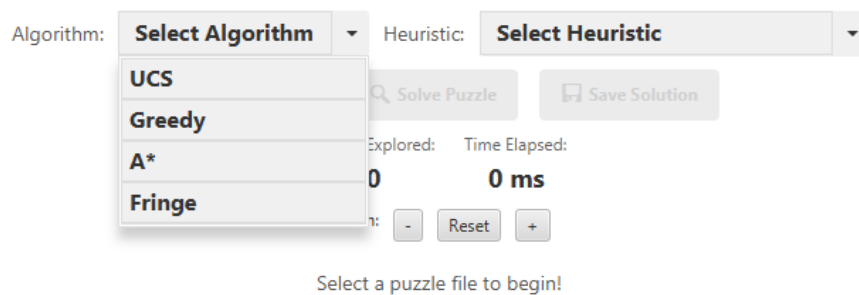 Algorithm: Select Algorithm Heuristic: Select Heuristic
UCS
Solve Puzzle Save Solution
Greedy
Explored: Time Elapsed:
A*
0 0 ms
Fringe
- Reset +
Select a puzzle file to begin!